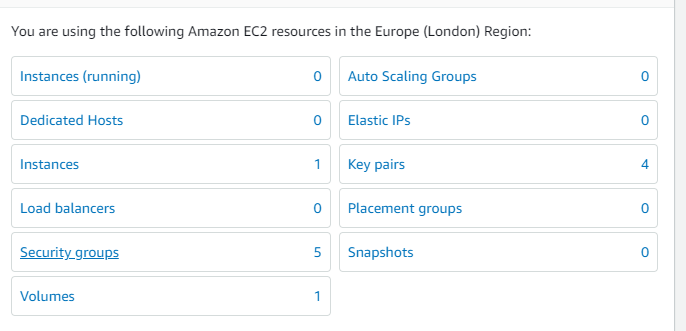 You are using the following Amazon EC2 resources in the Europe (London) Region:
Instances (running) 0
Auto Scaling Groups 0
Dedicated Hosts 0
Elastic IPs 0
Instances 1
Key pairs 4
Load balancers 0
Placement groups 0
Security groups 5
Snapshots 0
Volumes 1